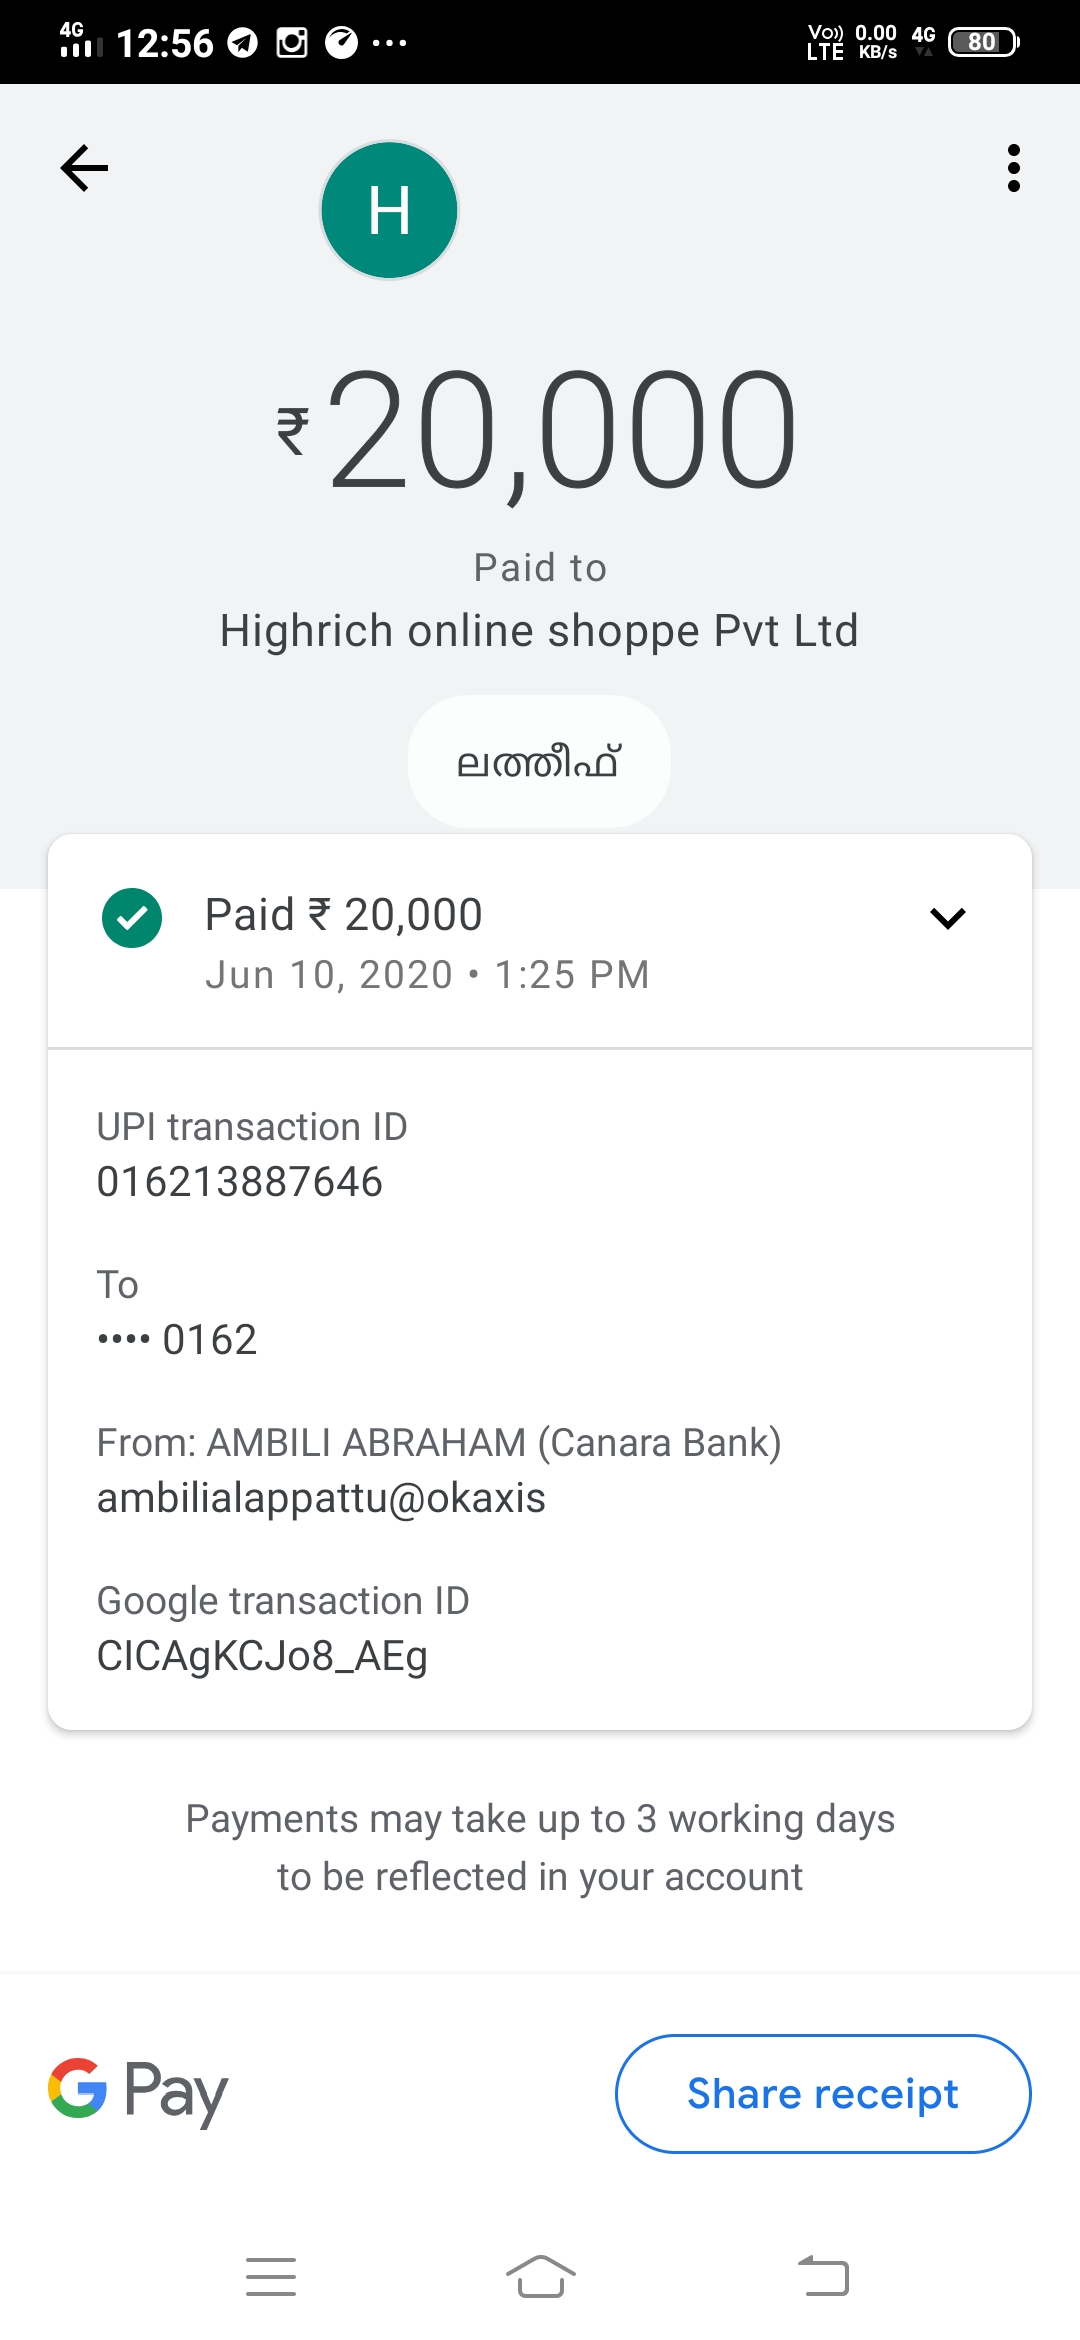 4G 12:56 Vo)) LTE 0.00 KB/s 4G 80
H
₹20,000
Paid to
Highrich online shoppe Pvt Ltd
ലത്തീഫ്
Paid ₹ 20,000
Jun 10, 2020 • 1:25 PM
UPI transaction ID
016213887646
To
•••• 0162
From: AMBILI ABRAHAM (Canara Bank)
ambilialappattu@okaxis
Google transaction ID
CICAgKCJo8_AEg
Payments may take up to 3 working days
to be reflected in your account
G Pay
Share receipt